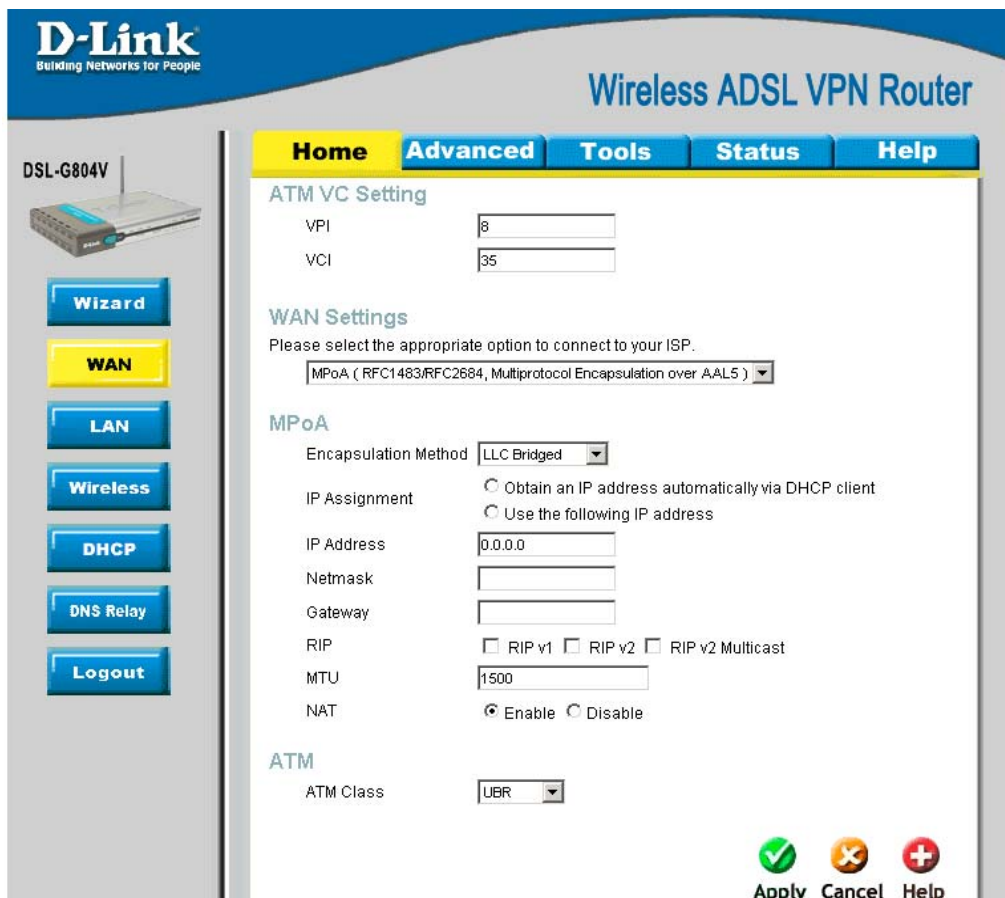 D-Link
Building Networks for People
Wireless ADSL VPN Router
DSL-G804V
Home Advanced Tools Status Help
Wizard
WAN
LAN
Wireless
DHCP
DNS Relay
Logout
ATM VC Setting
VPI 8
VCI 35
WAN Settings
Please select the appropriate option to connect to your ISP.
MPoA ( RFC1483/RFC2684, Multiprotocol Encapsulation over AAL5 )
MPoA
Encapsulation Method LLC Bridged
IP Assignment
Obtain an IP address automatically via DHCP client
Use the following IP address
IP Address 0.0.0.0
Netmask
Gateway
RIP RIP v1 RIP v2 RIP v2 Multicast
MTU 1500
NAT Enable Disable
ATM
ATM Class UBR
Apply Cancel Help